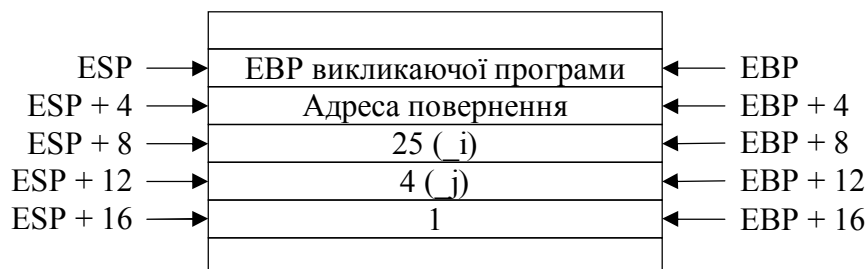 ESP EBP викликаючої програми EBP
ESP + 4 Адреса повернення EBP + 4
ESP + 8 25 (_i) EBP + 8
ESP + 12 4 (_j) EBP + 12
ESP + 16 1 EBP + 16